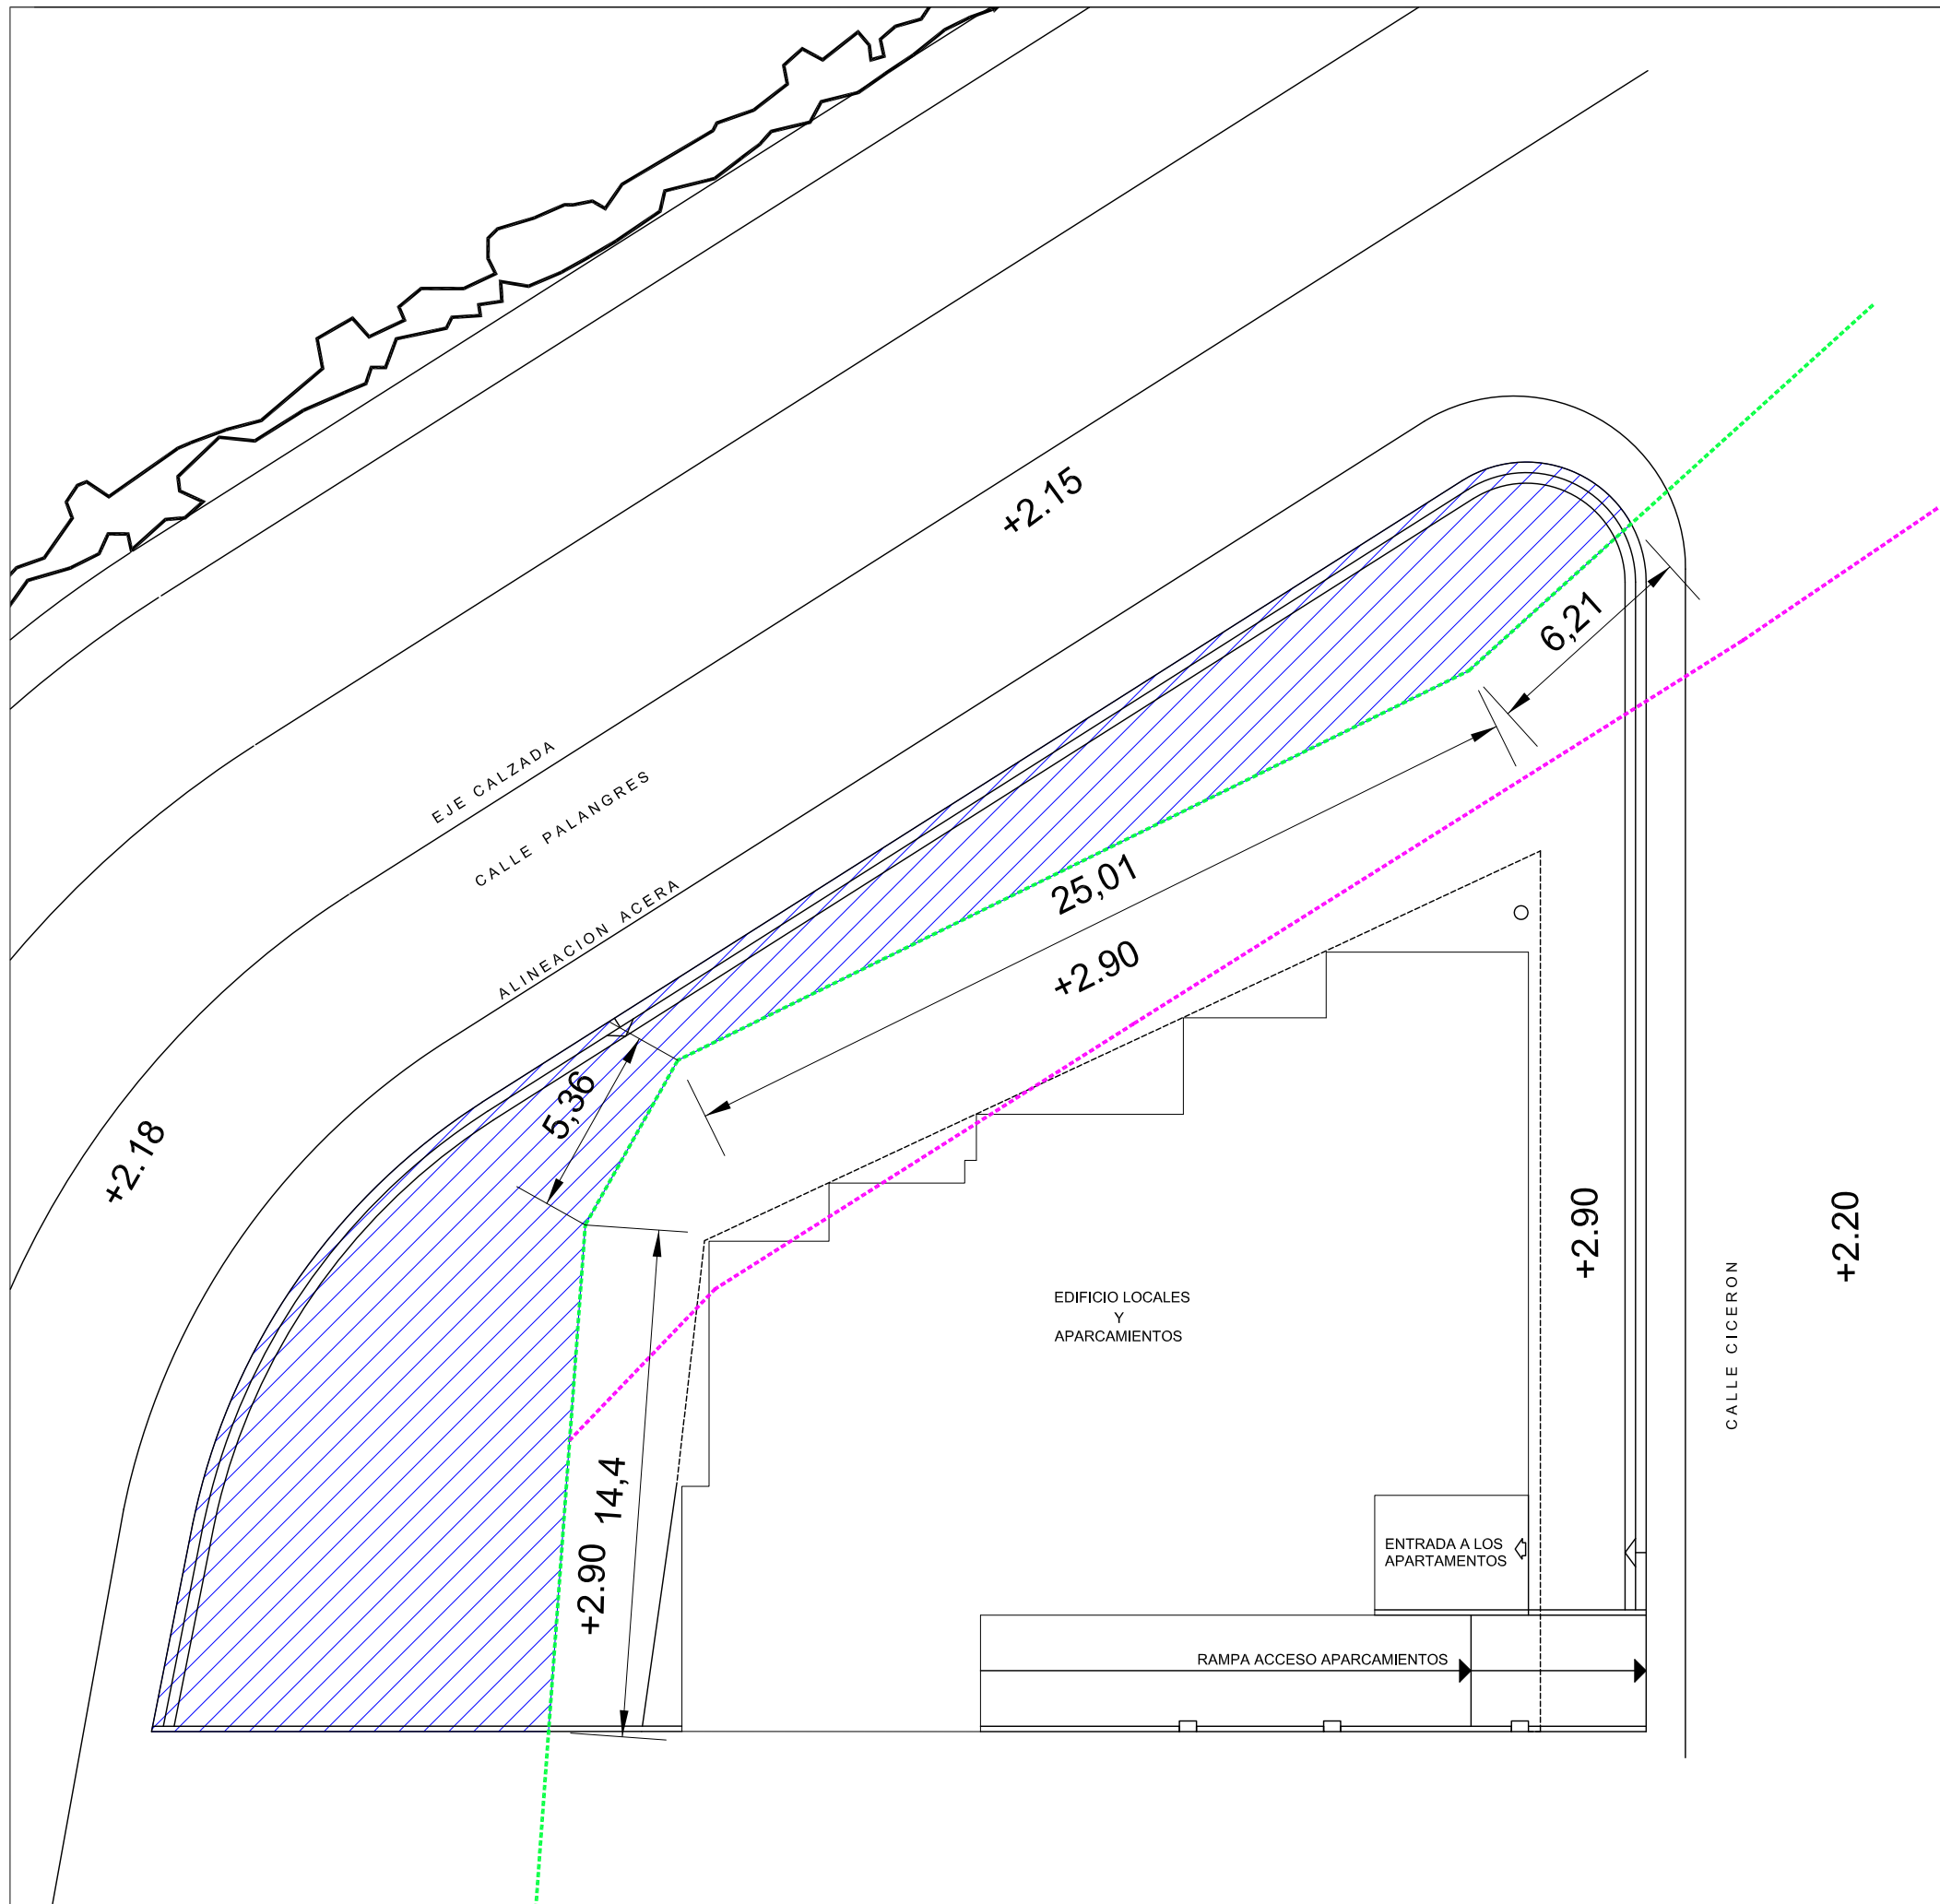 +2.15
6,21
EJE CALZADA
CALLE PALANGRES
ALINEACION ACERA
25,01
+2.90
5,36
+2.18
+2.90
+2.20
CALLE CICERON
EDIFICIO LOCALES
Y
APARCAMIENTOS
14,4
+2.90
ENTRADA A LOS
APARTAMENTOS
RAMPA ACCESO APARCAMIENTOS